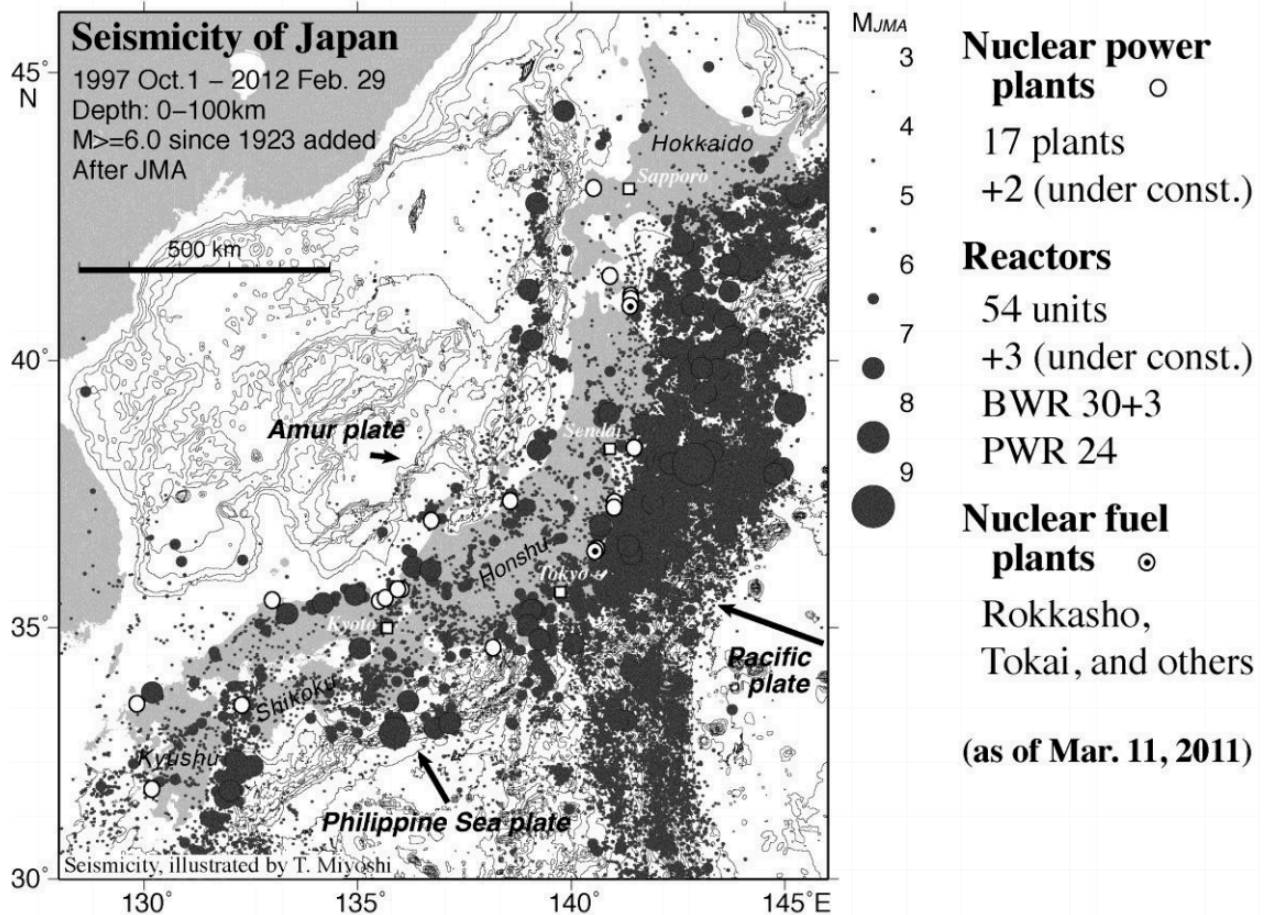 Seismicity of Japan
1997 Oct.1 – 2012 Feb. 29
Depth: 0–100km
M>=6.0 since 1923 added
After JMA
500 km
45°
N
40°
35°
30°
130°
135°
140°
145°E
Hokkaido
Sapporo
Amur plate
Sendai
Honshu
Tokyo
Kyoto
Shikoku
Kyushu
Pacific
plate
Philippine Sea plate
Seismicity, illustrated by T. Miyoshi
MJMA
3
4
5
6
7
8
9
Nuclear power
plants
17 plants
+2 (under const.)
Reactors
54 units
+3 (under const.)
BWR 30+3
PWR 24
Nuclear fuel
plants
Rokkasho,
Tokai, and others
(as of Mar. 11, 2011)